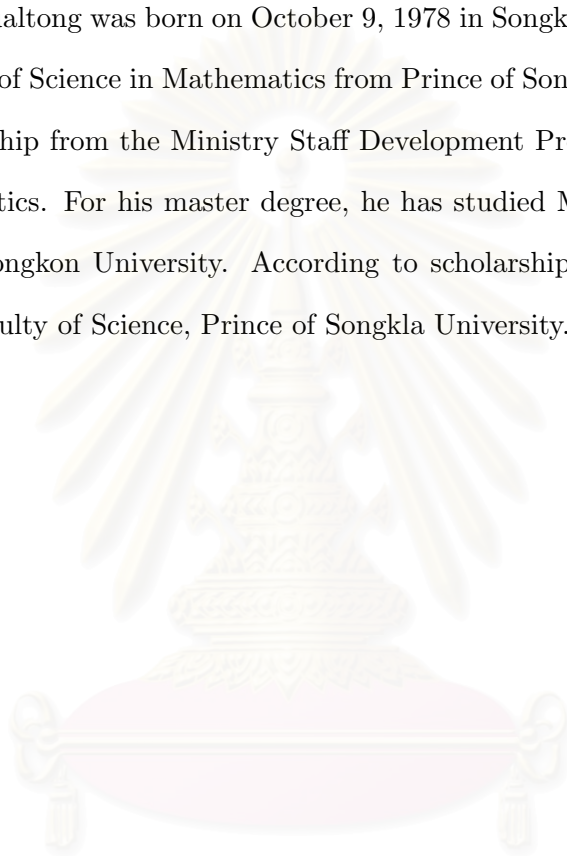 altong was born on October 9, 1978 in Songk
of Science in Mathematics from Prince of Son
hip from the Ministry Staff Development Pr
tics. For his master degree, he has studied M
ongkon University. According to scholarship
ulty of Science, Prince of Songkla University.